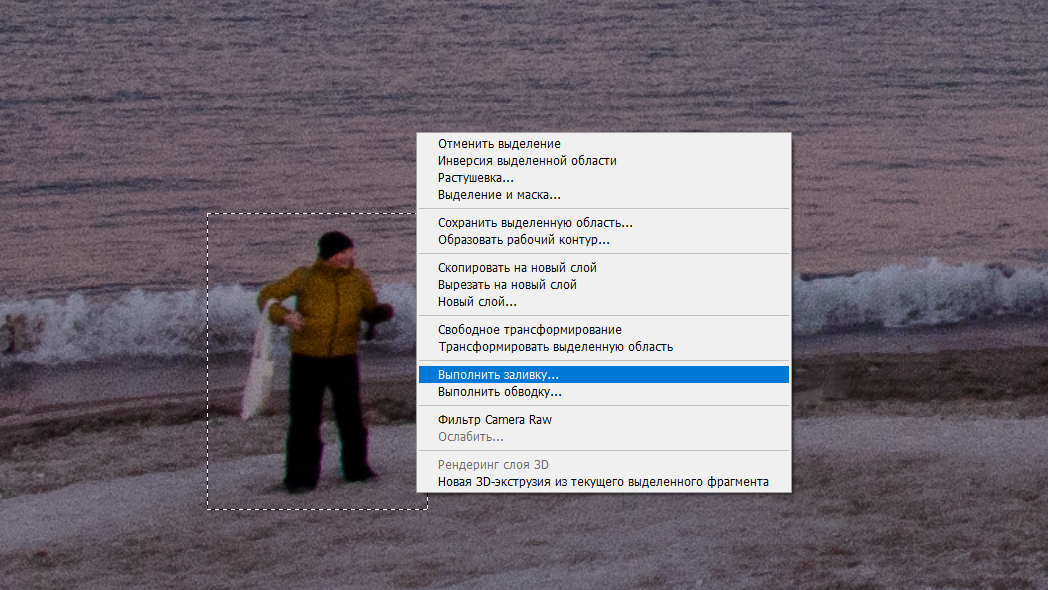 Отменить выделение
Инверсия выделенной области
Растушевка...
Выделение и маска...
Сохранить выделенную область...
Образовать рабочий контур...
Скопировать на новый слой
Вырезать на новый слой
Новый слой...
Свободное трансформирование
Трансформировать выделенную область
Выполнить заливку...
Выполнить обводку...
Фильтр Camera Raw
Ослабить...
Рендеринг слоя 3D
Новая 3D-экструзия из текущего выделенного фрагмента